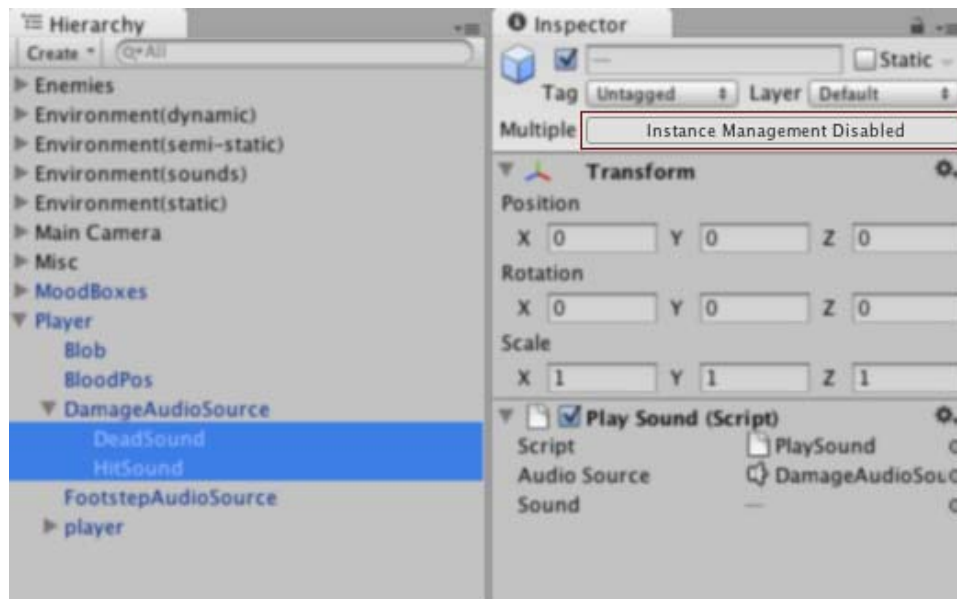 Hierarchy
Create
All
Enemies
Environment(dynamic)
Environment(semi-static)
Environment(sounds)
Environment(static)
Main Camera
Misc
MoodBoxes
Player
Blob
BloodPos
DamageAudioSource
DeadSound
HitSound
FootstepAudioSource
player
Inspector
— Static
Tag Untagged Layer Default
Multiple Instance Management Disabled
Transform
Position
X 0 Y 0 Z 0
Rotation
X 0 Y 0 Z 0
Scale
X 1 Y 1 Z 1
Play Sound (Script)
Script PlaySound
Audio Source DamageAudioSou
Sound —